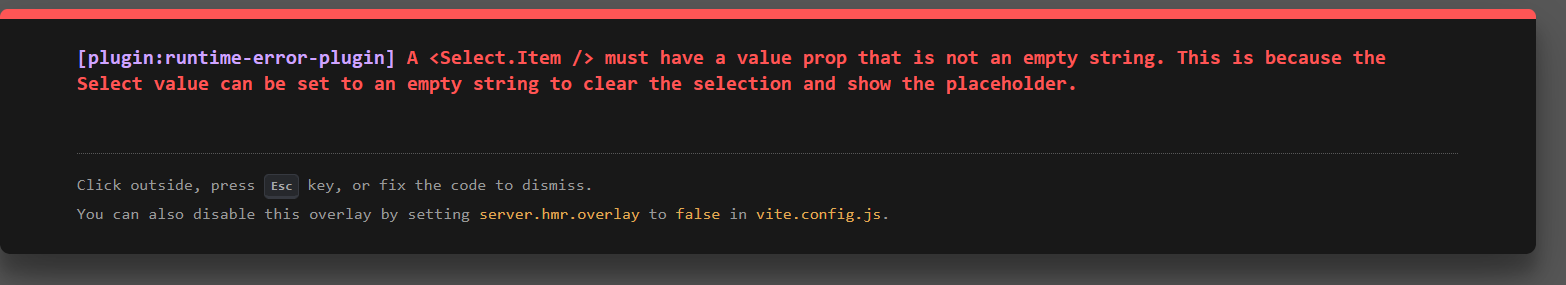 [plugin:runtime-error-plugin] A <Select.Item /> must have a value prop that is not an empty string. This is because the
Select value can be set to an empty string to clear the selection and show the placeholder.
Click outside, press Esc key, or fix the code to dismiss.
You can also disable this overlay by setting server.hmr.overlay to false in vite.config.js.